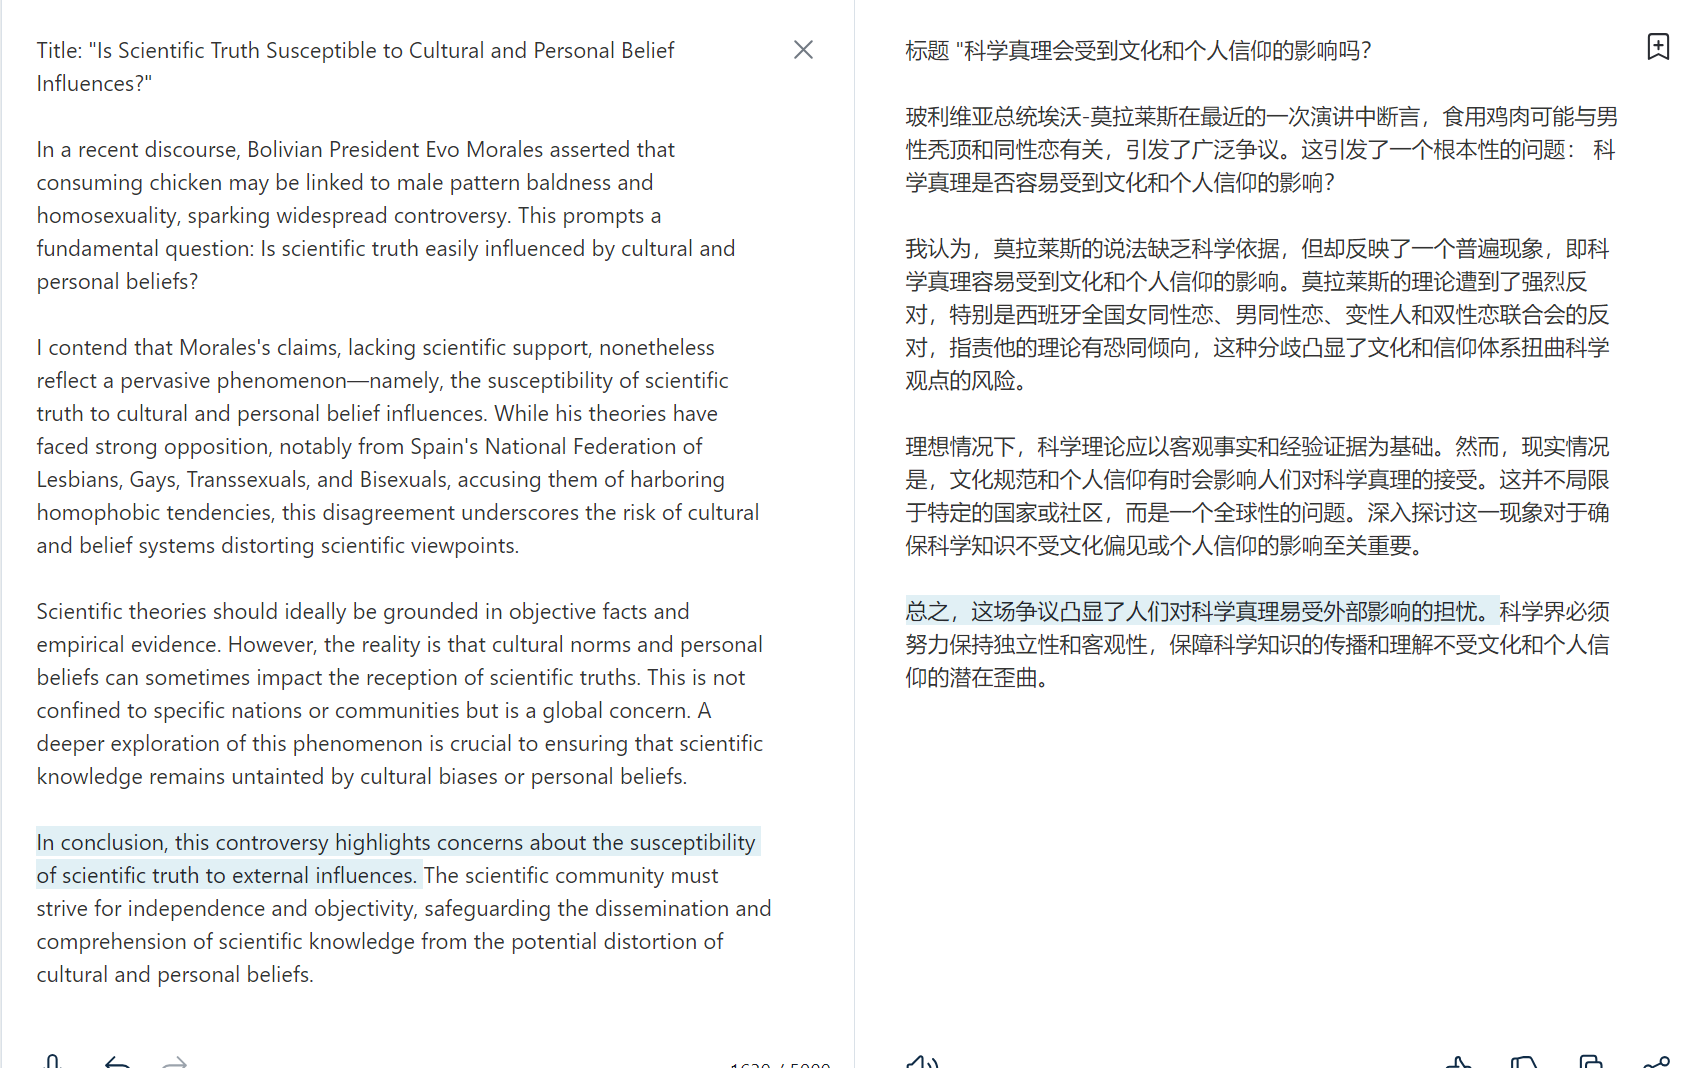 Title: "Is Scientific Truth Susceptible to Cultural and Personal Belief
Influences?"
In a recent discourse, Bolivian President Evo Morales asserted that
consuming chicken may be linked to male pattern baldness and
homosexuality, sparking widespread controversy. This prompts a
fundamental question: Is scientific truth easily influenced by cultural and
personal beliefs?
I contend that Morales's claims, lacking scientific support, nonetheless
reflect a pervasive phenomenon—namely, the susceptibility of scientific
truth to cultural and personal belief influences. While his theories have
faced strong opposition, notably from Spain's National Federation of
Lesbians, Gays, Transsexuals, and Bisexuals, accusing them of harboring
homophobic tendencies, this disagreement underscores the risk of cultural
and belief systems distorting scientific viewpoints.
Scientific theories should ideally be grounded in objective facts and
empirical evidence. However, the reality is that cultural norms and personal
beliefs can sometimes impact the reception of scientific truths. This is not
confined to specific nations or communities but is a global concern. A
deeper exploration of this phenomenon is crucial to ensuring that scientific
knowledge remains untainted by cultural biases or personal beliefs.
In conclusion, this controversy highlights concerns about the susceptibility
of scientific truth to external influences. The scientific community must
strive for independence and objectivity, safeguarding the dissemination and
comprehension of scientific knowledge from the potential distortion of
cultural and personal beliefs.
标题 "科学真理会受到文化和个人信仰的影响吗？
玻利维亚总统埃沃-莫拉莱斯在最近的一次演讲中断言，食用鸡肉可能与男
性秃顶和同性恋有关，引发了广泛争议。这引发了一个根本性的问题： 科
学真理是否容易受到文化和个人信仰的影响？
我认为，莫拉莱斯的说法缺乏科学依据，但却反映了一个普遍现象，即科
学真理容易受到文化和个人信仰的影响。莫拉莱斯的理论遭到了强烈反
对，特别是西班牙全国女同性恋、男同性恋、变性人和双性恋联合会的反
对，指责他的理论有恐同倾向，这种分歧凸显了文化和信仰体系扭曲科学
观点的风险。
理想情况下，科学理论应以客观事实和经验证据为基础。然而，现实情况
是，文化规范和个人信仰有时会影响人们对科学真理的接受。这并不局限
于特定的国家或社区，而是一个全球性的问题。深入探讨这一现象对于确
保科学知识不受文化偏见或个人信仰的影响至关重要。
总之，这场争议凸显了人们对科学真理易受外部影响的担忧。科学界必须
努力保持独立性和客观性，保障科学知识的传播和理解不受文化和个人信
仰的潜在歪曲。